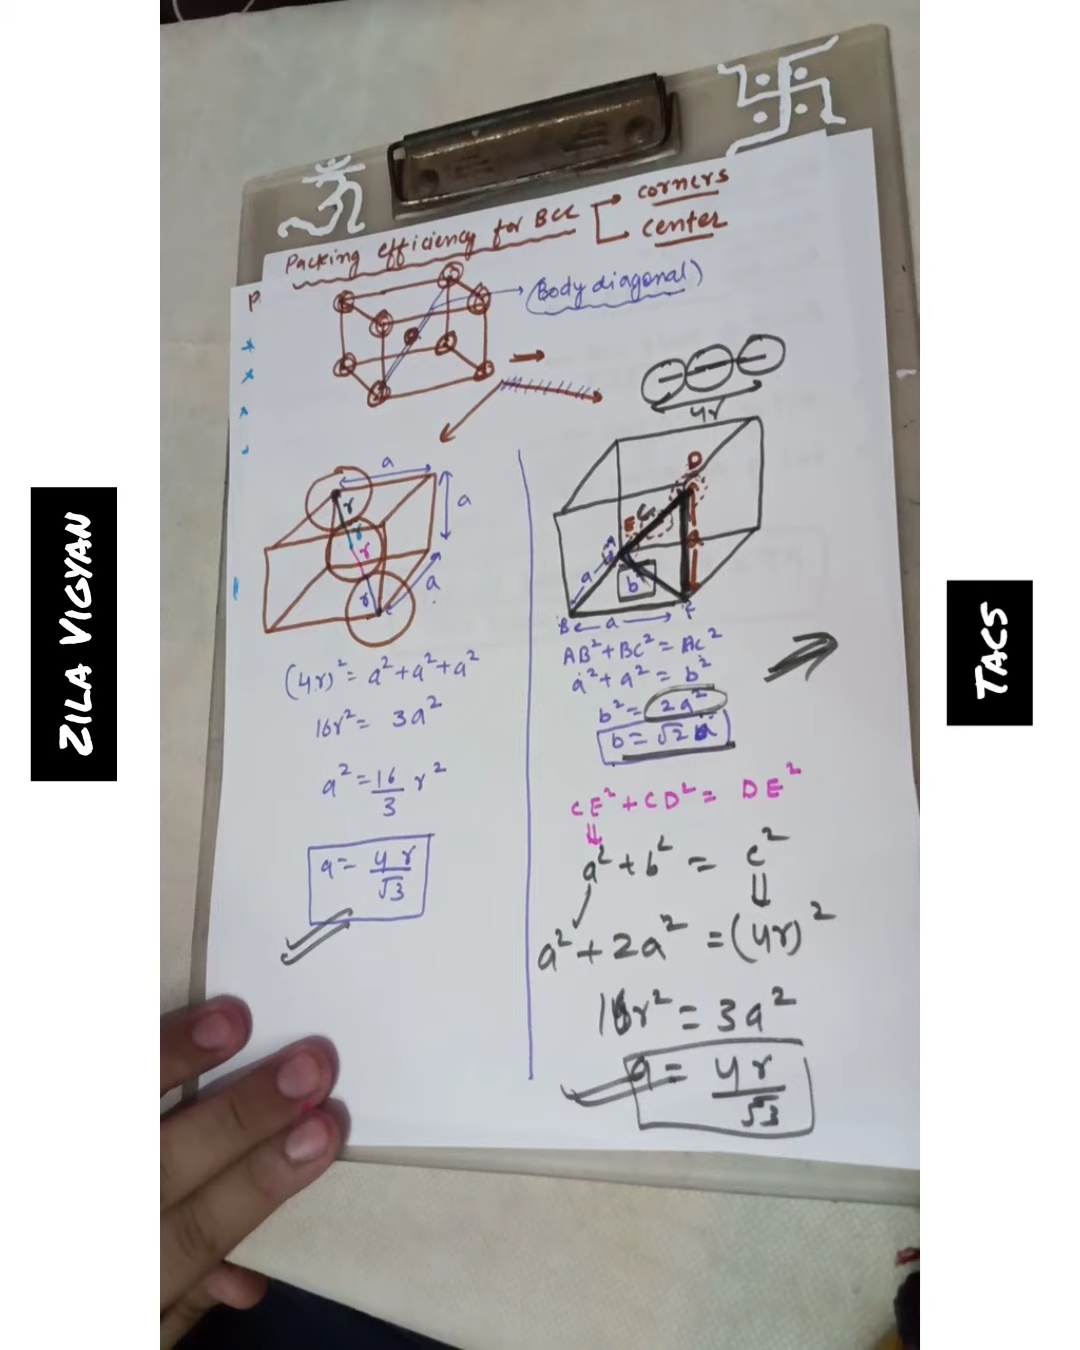 ZILA VIGYAN
TACS
Packing efficiency for BCC
corners
center
P
(Body diagonal)
4r
a
a
a
r
r
r
r
(4r)² = a² + a² + a²
16r² = 3a²
a² = 16/3 r²
a = 4r/√3
D
E
C
a
a
b
B
a
AB² + BC² = AC²
a² + a² = b²
b² = 2a²
b = √2 a
CE² + CD² = DE²
a² + b² = c²
a² + 2a² = (4r)²
16r² = 3a²
a = 4r/√3